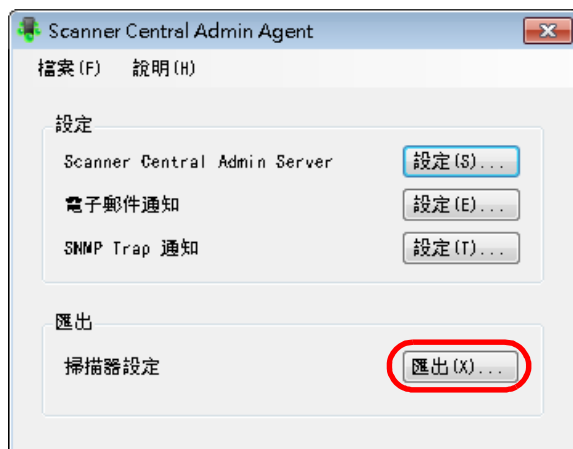 Scanner Central Admin Agent
檔案(F) 說明(H)
設定
Scanner Central Admin Server 設定(S)...
電子郵件通知 設定(E)...
SNMP Trap 通知 設定(T)...
匯出
掃描器設定 匯出(X)...